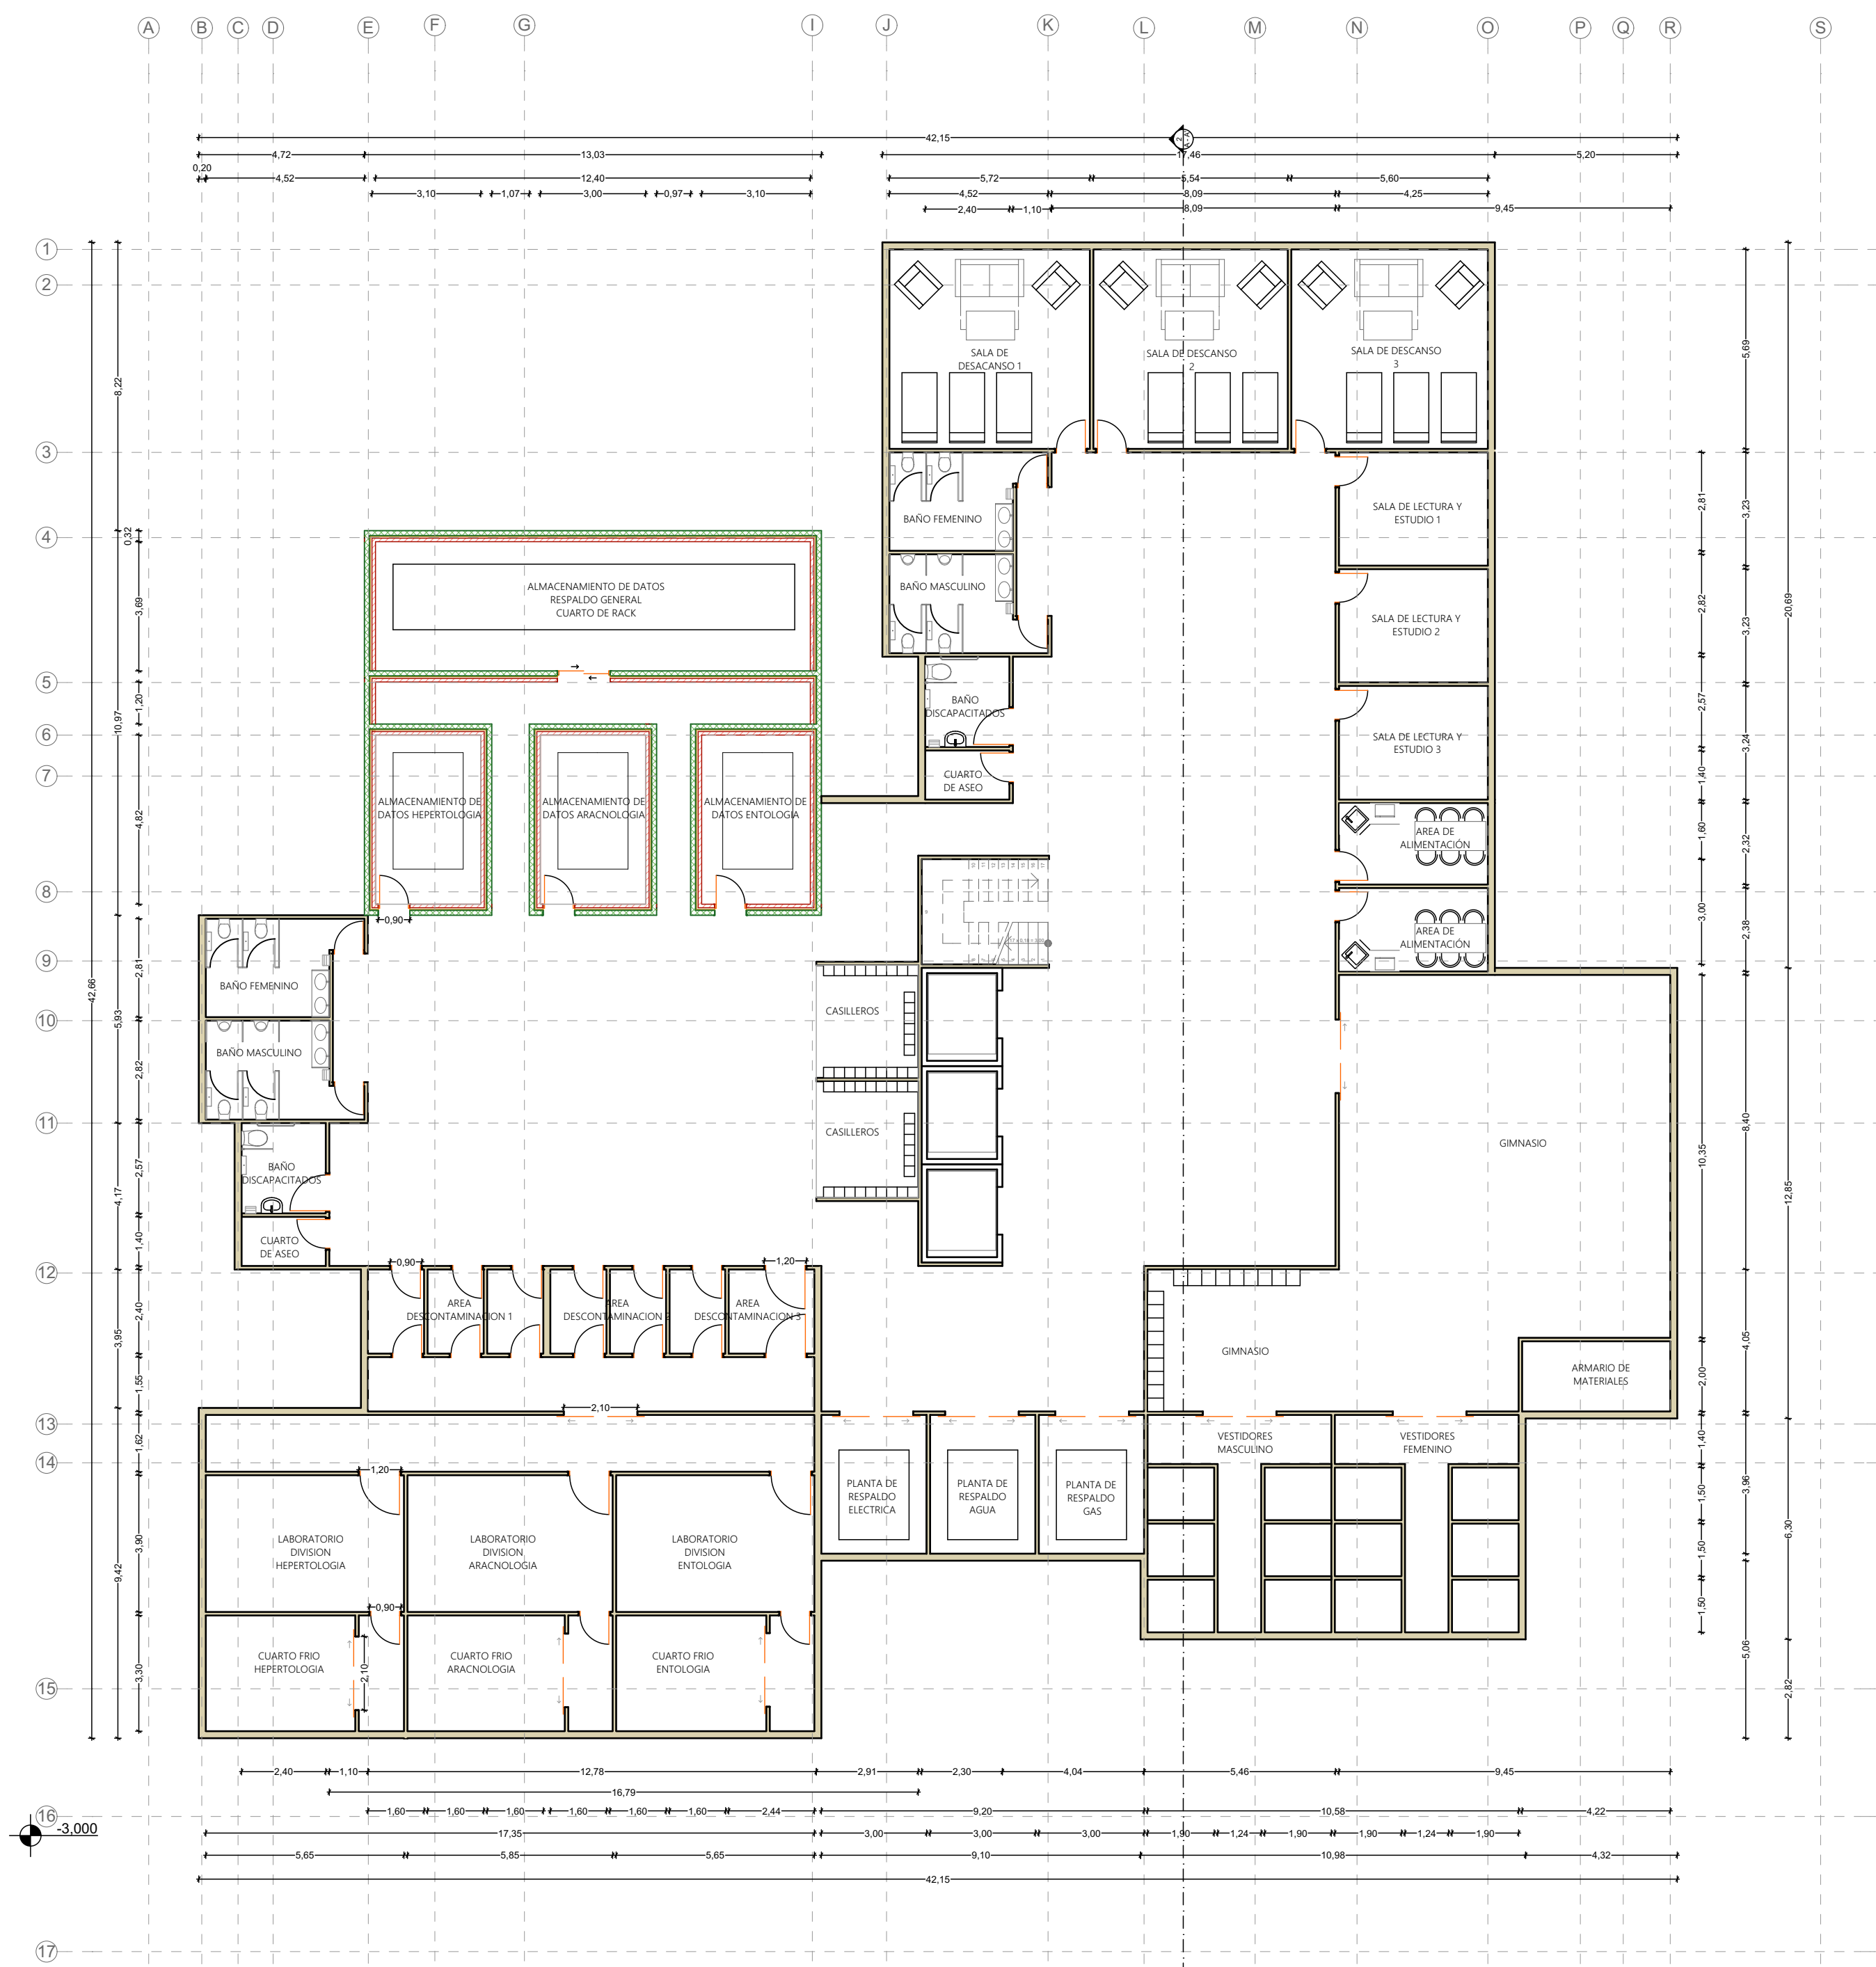 A B C D E F G I J K L M N O P Q R S
42,15
4,72 13,03 17,46 5,20
0,20
4,52 12,40 5,72 5,54 5,60
3,10 1,07 3,00 0,97 3,10 4,52 8,09 4,25
2,40 1,10 8,09 9,45
1
2
3
4
5
6
7
8
9
10
11
12
13
14
15
16
17
-3,000
42,66
8,22
10,97
5,93
4,17
3,95
9,42
0,32
3,69
1,20
4,82
2,81
2,82
2,57
1,40
2,40
1,55
1,62
3,90
3,30
SALA DE
DESACANSO 1
SALA DE DESCANSO
2
SALA DE DESCANSO
3
BAÑO FEMENINO
BAÑO MASCULINO
BAÑO
DISCAPACITADOS
CUARTO
DE ASEO
SALA DE LECTURA Y
ESTUDIO 1
SALA DE LECTURA Y
ESTUDIO 2
SALA DE LECTURA Y
ESTUDIO 3
AREA DE
ALIMENTACIÓN
AREA DE
ALIMENTACIÓN
ALMACENAMIENTO DE DATOS
RESPALDO GENERAL
CUARTO DE RACK
ALMACENAMIENTO DE
DATOS HEPERTOLOGIA
ALMACENAMIENTO DE
DATOS ARACNOLOGIA
ALMACENAMIENTO DE
DATOS ENTOLOGIA
0,90
BAÑO FEMENINO
BAÑO MASCULINO
BAÑO
DISCAPACITADOS
CUARTO
DE ASEO
CASILLEROS
CASILLEROS
GIMNASIO
GIMNASIO
ARMARIO DE
MATERIALES
0,90
1,20
AREA
DESCONTAMINACION 1
AREA
DESCONTAMINACION
AREA
DESCONTAMINACION 3
2,10
1,20
LABORATORIO
DIVISION
HEPERTOLOGIA
LABORATORIO
DIVISION
ARACNOLOGIA
LABORATORIO
DIVISION
ENTOLOGIA
0,90
2,10
CUARTO FRIO
HEPERTOLOGIA
CUARTO FRIO
ARACNOLOGIA
CUARTO FRIO
ENTOLOGIA
PLANTA DE
RESPALDO
ELECTRICA
PLANTA DE
RESPALDO
AGUA
PLANTA DE
RESPALDO
GAS
VESTIDORES
MASCULINO
VESTIDORES
FEMENINO
2,81
2,82
2,57
1,40
1,60
3,00
10,35
2,00
1,40
1,50
1,50
1,50
5,69
3,23
3,23
3,24
2,32
2,38
8,40
4,05
3,96
5,06
20,69
12,85
6,30
2,82
2,40 1,10 12,78 2,91 2,30 4,04 5,46 9,45
16,79
1,60 1,60 1,60 1,60 1,60 1,60 2,44 9,20 10,58 4,22
17,35 3,00 3,00 3,00 1,90 1,24 1,90 1,90 1,24 1,90
5,65 5,85 5,65 9,10 10,98 4,32
42,15